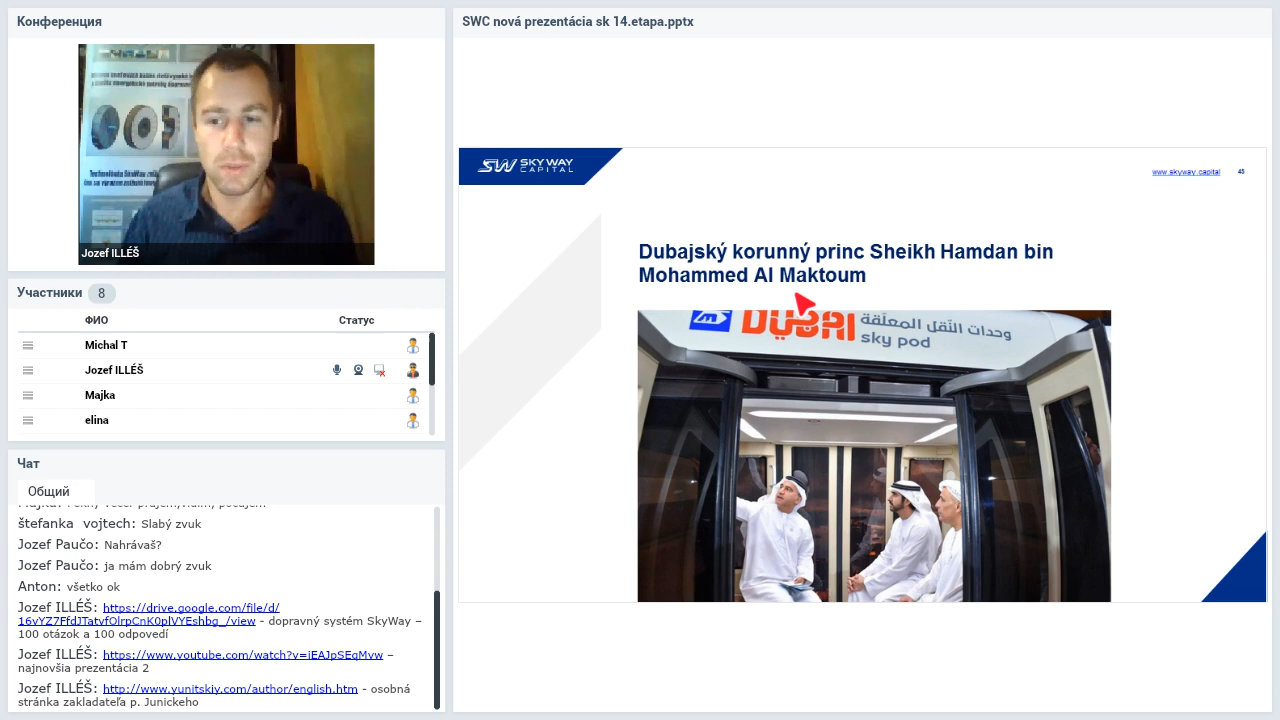 Конференция
Jozef ILLÉŠ
Участники 8
ФИО Статус
Michal T
Jozef ILLÉŠ
Majka
elina
Чат
Общий
štefanka vojtech: Slabý zvuk
Jozef Paučo: Nahrávaš?
Jozef Paučo: ja mám dobrý zvuk
Anton: všetko ok
Jozef ILLÉŠ: https://drive.google.com/file/d/
16vYZ7FfdJTatvfOlrpCnK0plVYEshbg_/view - dopravný systém SkyWay –
100 otázok a 100 odpovedí
Jozef ILLÉŠ: https://www.youtube.com/watch?v=iEAJpSEqMvw –
najnovšia prezentácia 2
Jozef ILLÉŠ: http://www.yunitskiy.com/author/english.htm - osobná
stránka zakladateľa p. Junickeho
SWC nová prezentácia sk 14.etapa.pptx
SW SKY WAY
CAPITAL
www.skyway.capital 45
Dubajský korunný princ Sheikh Hamdan bin
Mohammed Al Maktoum
DUBAI
وحدات النقل المعلّقة
sky pod